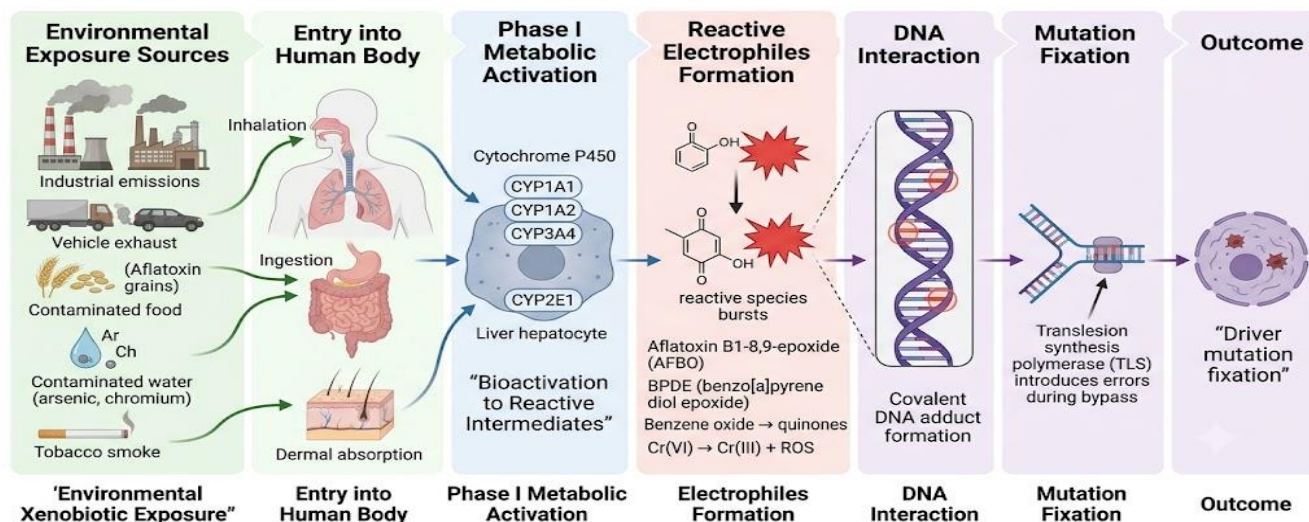 Environmental
Exposure Sources
Entry into
Human Body
Phase I
Metabolic
Activation
Reactive
Electrophiles
Formation
DNA
Interaction
Mutation
Fixation
Outcome
Industrial emissions
Vehicle exhaust
(Aflatoxin
grains)
Contaminated food
Ar
Ch
Contaminated water
(arsenic, chromium)
Tobacco smoke
Inhalation
Ingestion
Dermal absorption
Cytochrome P450
CYP1A1
CYP1A2
CYP3A4
CYP2E1
Liver hepatocyte
“Bioactivation
to Reactive
Intermediates”
O
OH
O
O
OH
reactive species
bursts
Aflatoxin B1-8,9-epoxide
(AFBO)
BPDE (benzo[a]pyrene
diol epoxide)
Benzene oxide → quinones
Cr(VI) → Cr(III) + ROS
Covalent
DNA adduct
formation
Translesion
synthesis
polymerase (TLS)
introduces errors
during bypass
“Driver
mutation
fixation”
‘Environmental
Xenobiotic Exposure”
Entry into
Human Body
Phase I Metabolic
Activation
Electrophiles
Formation
DNA
Interaction
Mutation
Fixation
Outcome